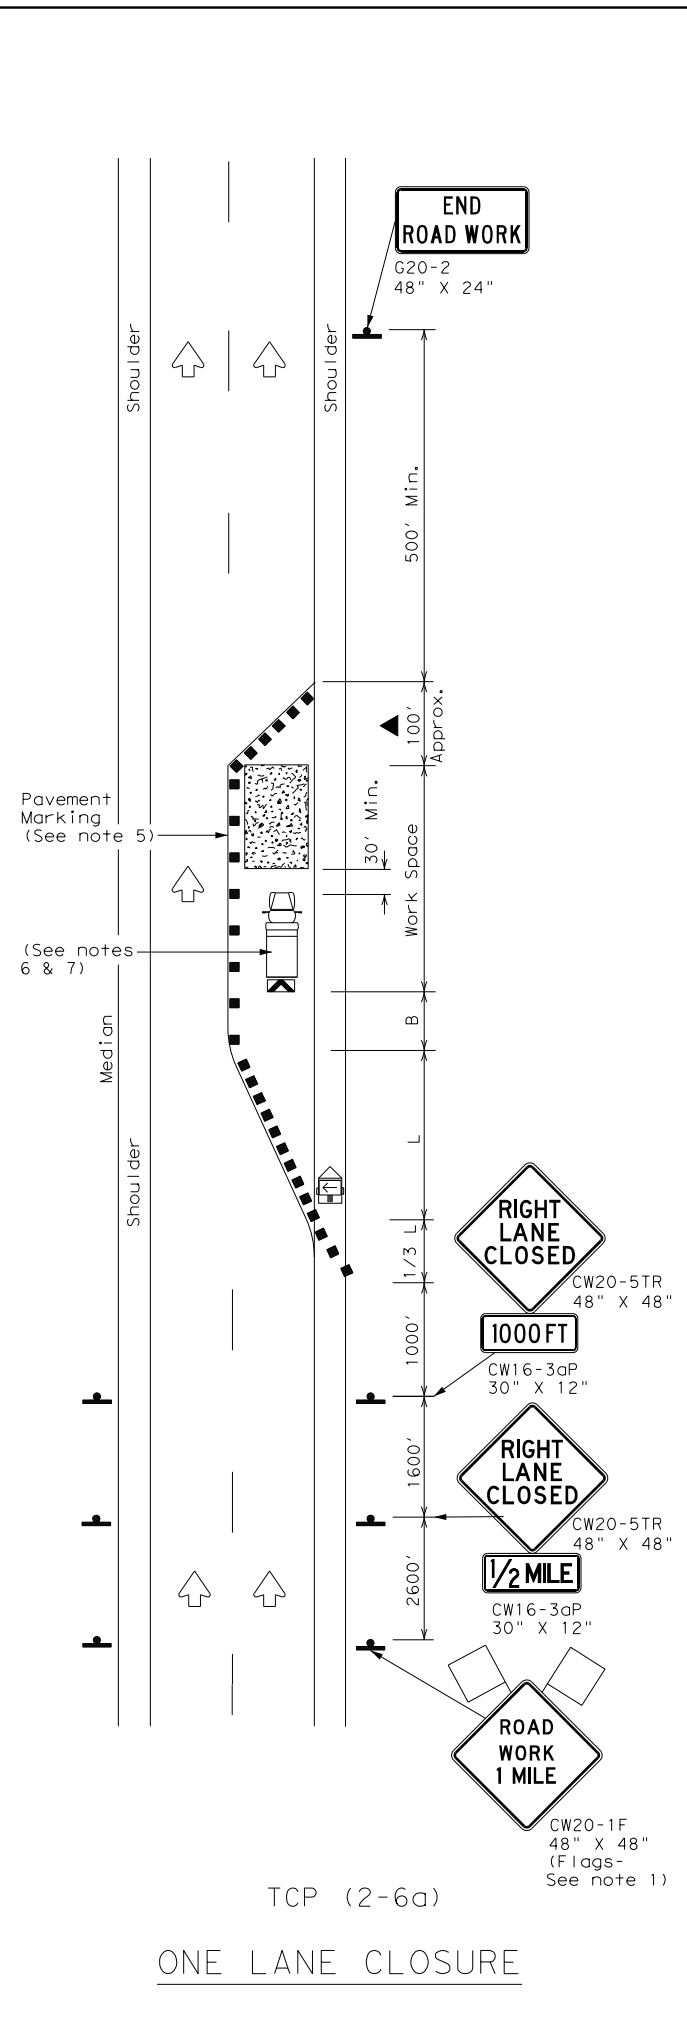 END
ROAD WORK
G20-2
48" X 24"
Shoulder
Shoulder
500' Min.
100'
Approx.
Pavement
Marking
(See note 5)
30' Min.
Work Space
(See notes
6 & 7)
B
Median
Shoulder
L
1/3 L
RIGHT
LANE
CLOSED
CW20-5TR
48" X 48"
1000 FT
CW16-3aP
30" X 12"
1000'
RIGHT
LANE
CLOSED
CW20-5TR
48" X 48"
1/2 MILE
CW16-3aP
30" X 12"
1600'
2600'
ROAD
WORK
1 MILE
CW20-1F
48" X 48"
(Flags-
See note 1)
TCP (2-6a)
ONE LANE CLOSURE